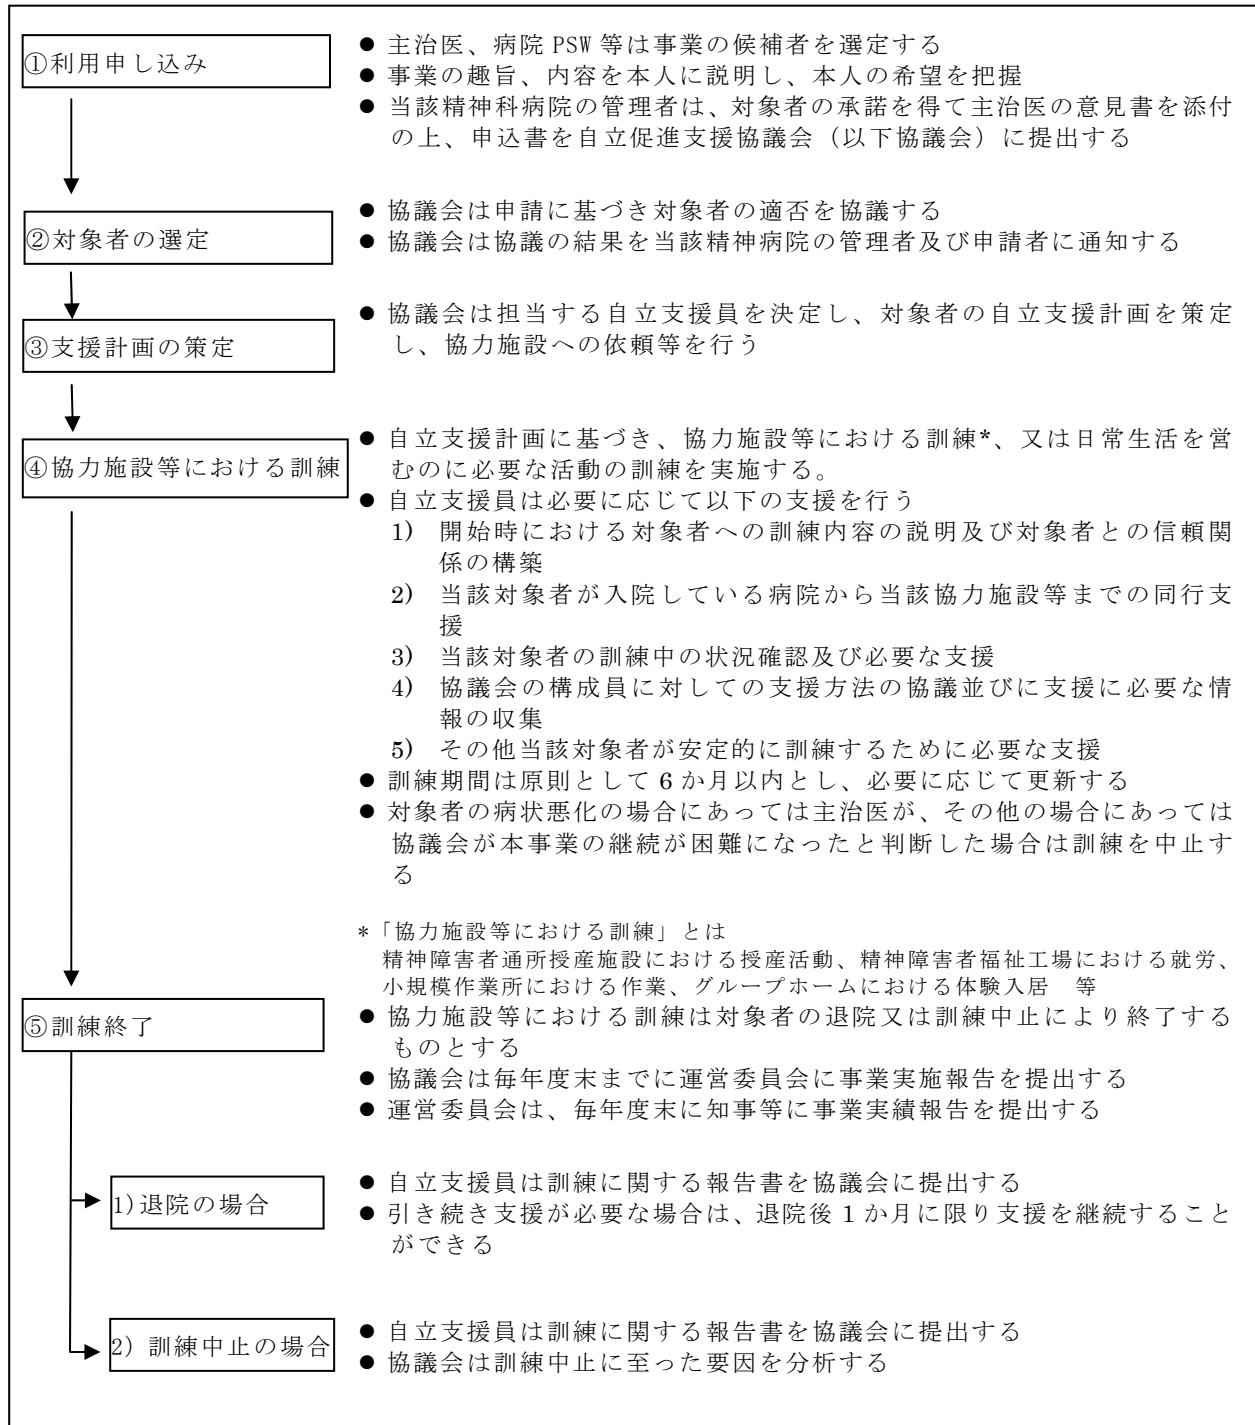 ①利用申し込み
● 主治医、病院 PSW 等は事業の候補者を選定する
● 事業の趣旨、内容を本人に説明し、本人の希望を把握
● 当該精神科病院の管理者は、対象者の承諾を得て主治医の意見書を添付
の上、申込書を自立促進支援協議会（以下協議会）に提出する
②対象者の選定
● 協議会は申請に基づき対象者の適否を協議する
● 協議会は協議の結果を当該精神病院の管理者及び申請者に通知する
③支援計画の策定
● 協議会は担当する自立支援員を決定し、対象者の自立支援計画を策定
し、協力施設への依頼等を行う
④協力施設等における訓練
● 自立支援計画に基づき、協力施設等における訓練*、又は日常生活を営
むのに必要な活動の訓練を実施する。
● 自立支援員は必要に応じて以下の支援を行う
1) 開始時における対象者への訓練内容の説明及び対象者との信頼関
係の構築
2) 当該対象者が入院している病院から当該協力施設等までの同行支
援
3) 当該対象者の訓練中の状況確認及び必要な支援
4) 協議会の構成員に対しての支援方法の協議並びに支援に必要な情
報の収集
5) その他当該対象者が安定的に訓練するために必要な支援
● 訓練期間は原則として 6 か月以内とし、必要に応じて更新する
● 対象者の病状悪化の場合にあっては主治医が、その他の場合にあっては
協議会が本事業の継続が困難になったと判断した場合は訓練を中止す
る
*「協力施設等における訓練」とは
精神障害者通所授産施設における授産活動、精神障害者福祉工場における就労、
小規模作業所における作業、グループホームにおける体験入居　等
⑤訓練終了
● 協力施設等における訓練は対象者の退院又は訓練中止により終了する
ものとする
● 協議会は毎年度末までに運営委員会に事業実施報告を提出する
● 運営委員会は、毎年度末に知事等に事業実績報告を提出する
1)退院の場合
● 自立支援員は訓練に関する報告書を協議会に提出する
● 引き続き支援が必要な場合は、退院後 1 か月に限り支援を継続すること
ができる
2) 訓練中止の場合
● 自立支援員は訓練に関する報告書を協議会に提出する
● 協議会は訓練中止に至った要因を分析する